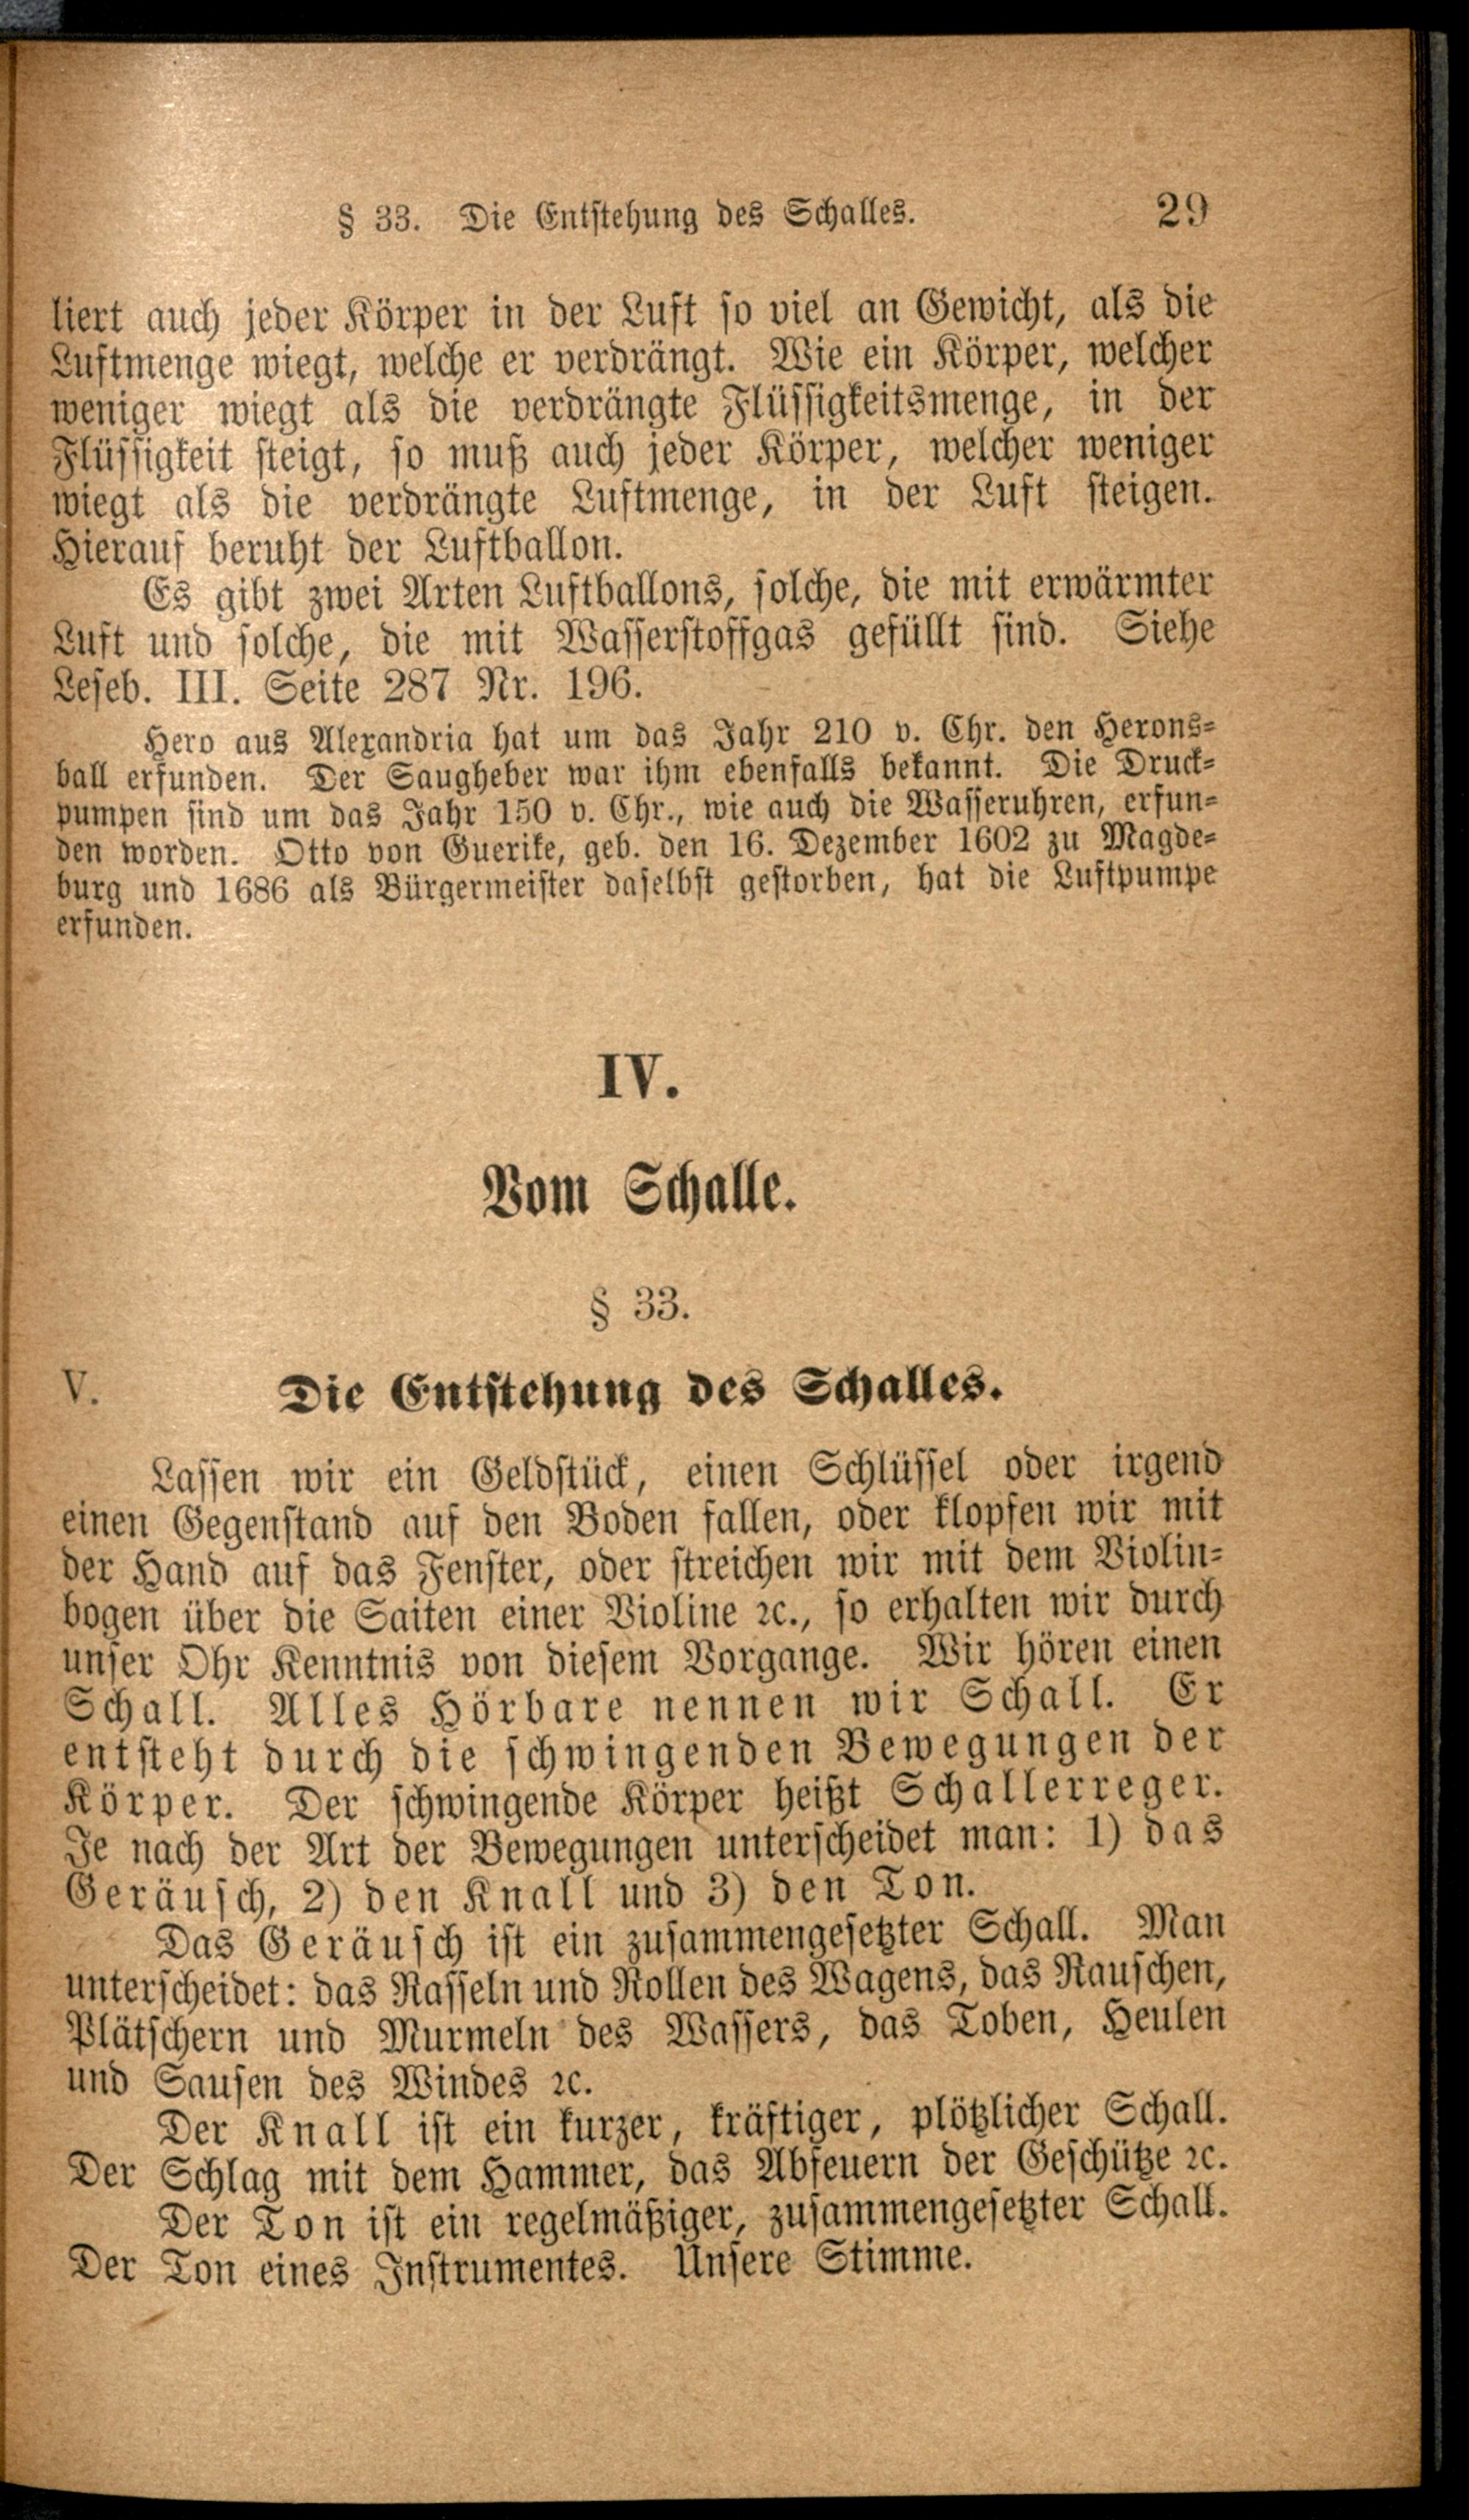 § 33. Die Entstehung des Schalles. 29
liert auch jeder Körper in der Luft so viel an Gewicht, als die
Luftmenge wiegt, welche er verdrängt. Wie ein Körper, welcher
weniger wiegt als die verdrängte Flüssigkeitsmenge, in der
Flüssigkeit steigt, so muß auch jeder Körper, welcher weniger
wiegt als die verdrängte Luftmenge, in der Luft steigen.
Hierauf beruht der Luftballon.
Es gibt zwei Arten Luftballons, solche, die mit erwärmter
Luft und solche, die mit Wasserstoffgas gefüllt sind. Siehe
Leseb. III. Seite 287 Nr. 196.
Hero aus Alexandria hat um das Jahr 210 v. Chr. den Herons-
ball erfunden. Der Saugheber war ihm ebenfalls bekannt. Die Druck-
pumpen sind um das Jahr 150 v. Chr., wie auch die Wasseruhren, erfun-
den worden. Otto von Guerike, geb. den 16. Dezember 1602 zu Magde-
burg und 1686 als Bürgermeister daselbst gestorben, hat die Luftpumpe
erfunden.
IV.
Vom Schalle.
§ 33.
V. Die Entstehung des Schalles.
Lassen wir ein Geldstück, einen Schlüssel oder irgend
einen Gegenstand auf den Boden fallen, oder klopfen wir mit
der Hand auf das Fenster, oder streichen wir mit dem Violin-
bogen über die Saiten einer Violine ꝛc., so erhalten wir durch
unser Ohr Kenntnis von diesem Vorgange. Wir hören einen
Schall. Alles Hörbare nennen wir Schall. Er
entsteht durch die schwingenden Bewegungen der
Körper. Der schwingende Körper heißt Schallerreger.
Je nach der Art der Bewegungen unterscheidet man: 1) das
Geräusch, 2) den Knall und 3) den Ton.
Das Geräusch ist ein zusammengesetzter Schall. Man
unterscheidet: das Rasseln und Rollen des Wagens, das Rauschen,
Plätschern und Murmeln des Wassers, das Toben, Heulen
und Sausen des Windes ꝛc.
Der Knall ist ein kurzer, kräftiger, plötzlicher Schall.
Der Schlag mit dem Hammer, das Abfeuern der Geschütze ꝛc.
Der Ton ist ein regelmäßiger, zusammengesetzter Schall.
Der Ton eines Instrumentes. Unsere Stimme.